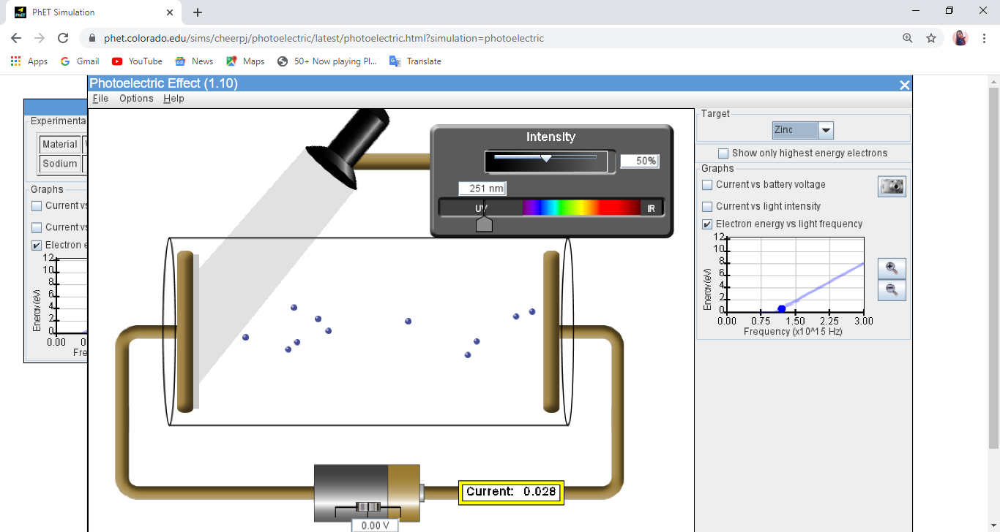 PhET Simulation
phet.colorado.edu/sims/cheerpj/photoelectric/latest/photoelectric.html?simulation=photoelectric
Apps Gmail YouTube News Maps 50+ Now playing Pl... Translate
Photoelectric Effect (1.10)
File Options Help
Experimenta
Material
Sodium
Graphs
Current vs
Current vs
Electron e
12
10
8
6
4
2
0
Energy (eV)
0.00 0
Fre
Intensity
50%
251 nm
UV IR
Current: 0.028
0.00 V
Target
Zinc
Show only highest energy electrons
Graphs
Current vs battery voltage
Current vs light intensity
Electron energy vs light frequency
12
10
8
6
4
2
0
Energy (eV)
0.00 0.75 1.50 2.25 3.00
Frequency (x10^15 Hz)